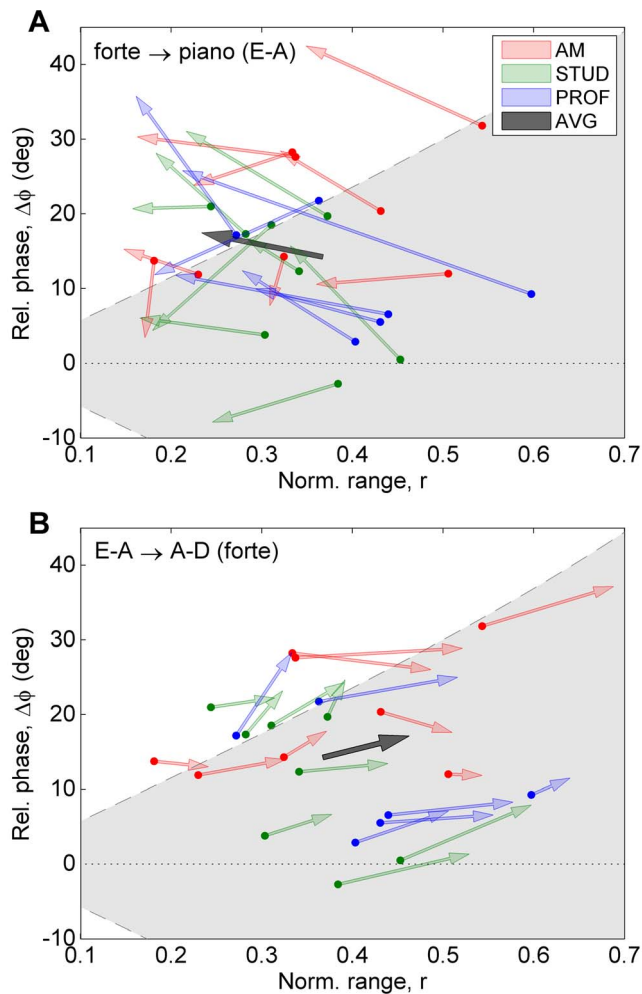 A
forte → piano (E-A)
AM
STUD
PROF
AVG
Rel. phase, Δϕ (deg)
40
30
20
10
0
-10
0.1 0.2 0.3 0.4 0.5 0.6 0.7
Norm. range, r
B
E-A → A-D (forte)
Rel. phase, Δϕ (deg)
40
30
20
10
0
-10
0.1 0.2 0.3 0.4 0.5 0.6 0.7
Norm. range, r